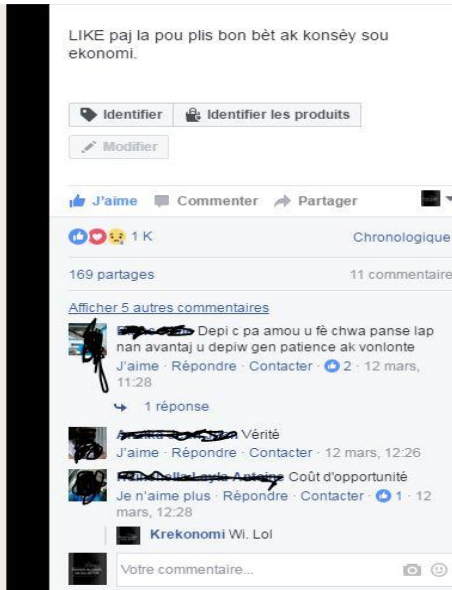 LIKE paj la pou plis bon bèt ak konsèy sou
ekonomi.
Identifier Identifier les produits
Modifier
J'aime Commenter Partager
1 K Chronologique
169 partages 11 commentaire
Afficher 5 autres commentaires
Depi c pa amou u fè chwa panse lap
nan avantaj u depiw gen patience ak vonlonte
J'aime · Répondre · Contacter · 2 · 12 mars,
11:28
1 réponse
Vérité
J'aime · Répondre · Contacter · 12 mars, 12:26
Coût d'opportunité
Je n'aime plus · Répondre · Contacter · 1 · 12
mars, 12:28
Krekonomi Wi. Lol
Votre commentaire...